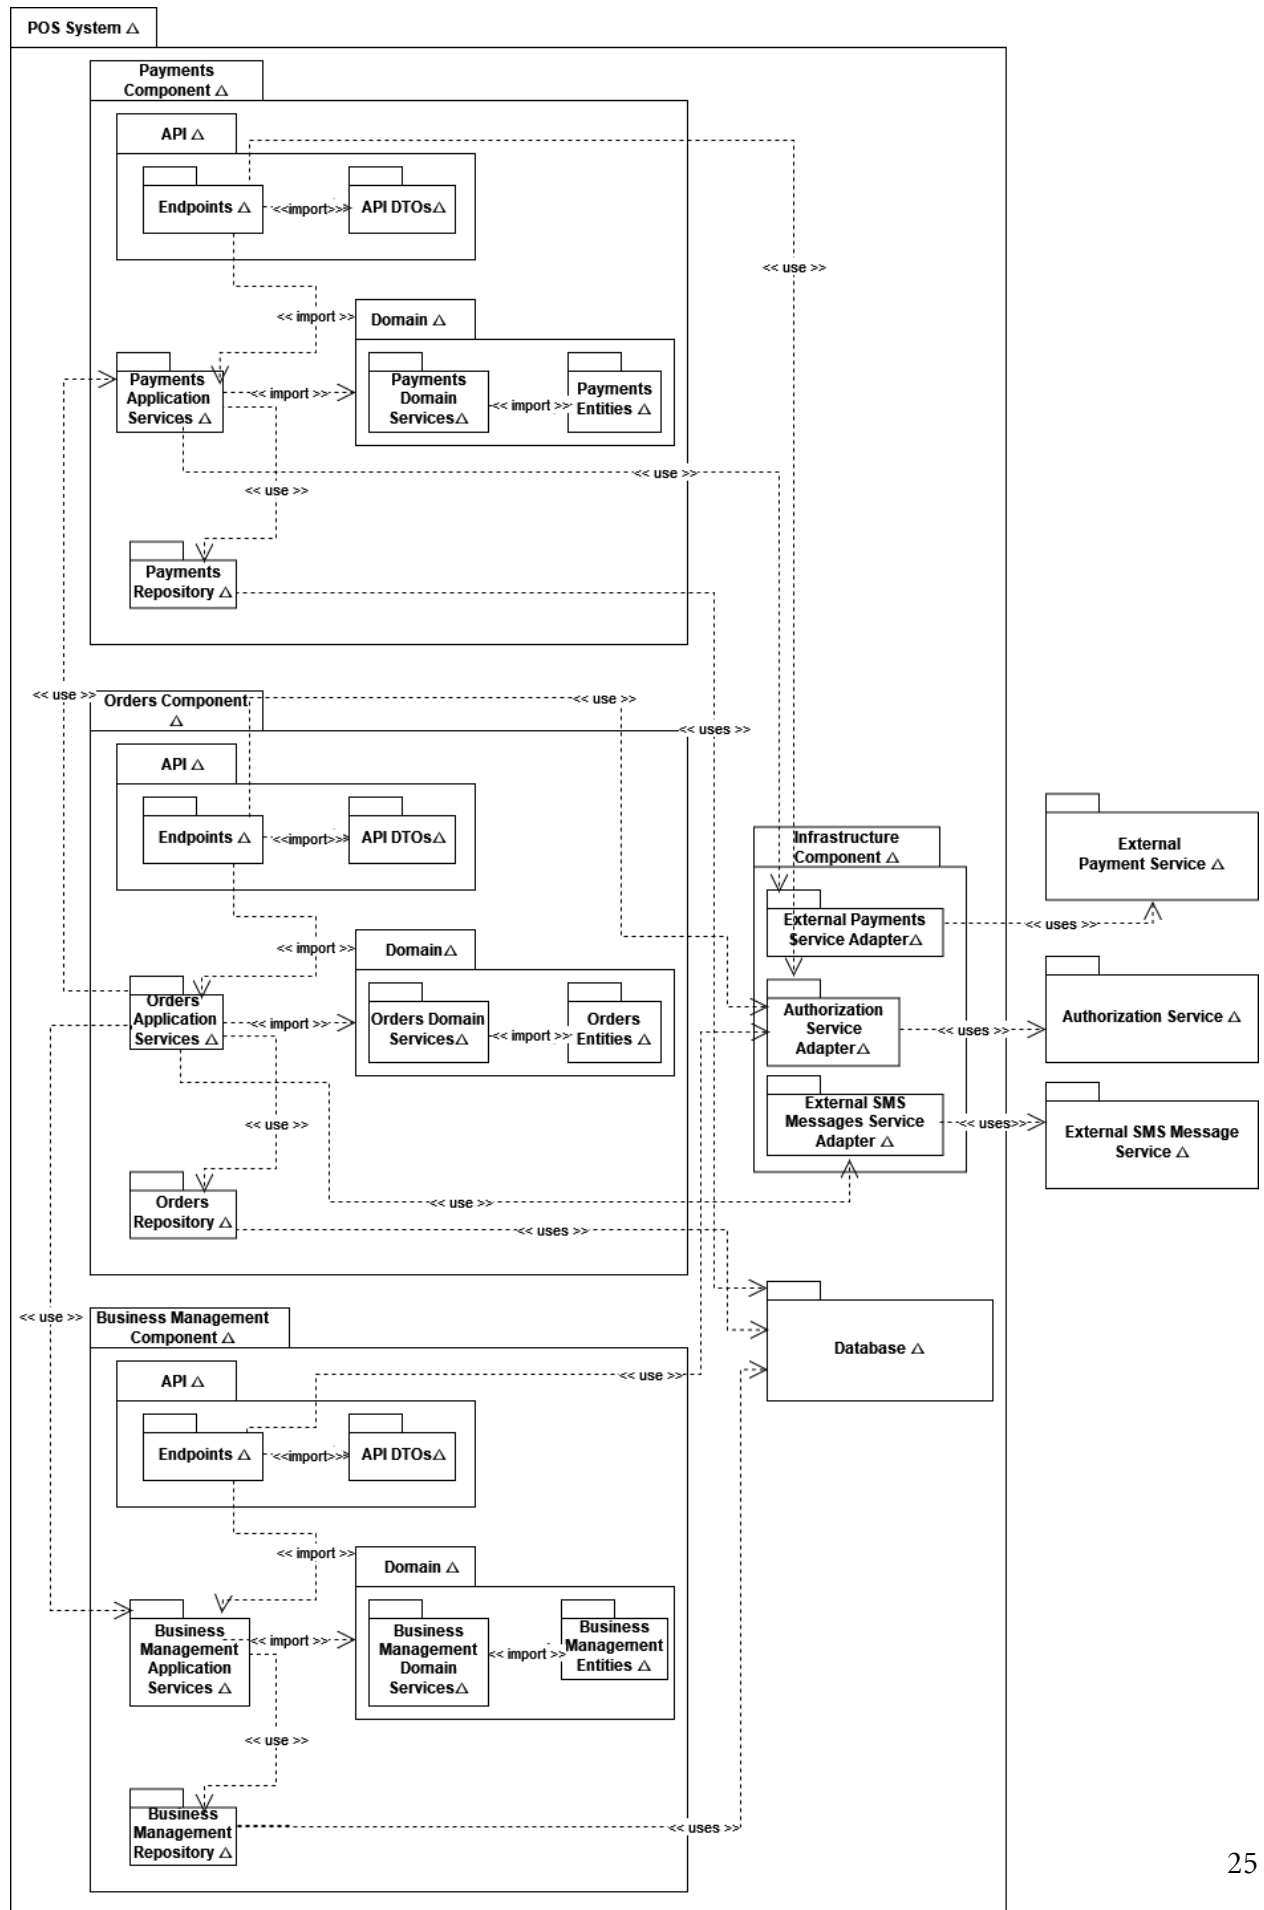 POS System △
Payments
Component △
API △
Endpoints △
<<import>>
API DTOs△
<< use >>
<< import >>
Domain △
Payments
Application
Services △
<< import >>
Payments
Domain
Services△
<< import >>
Payments
Entities △
<< use >>
<< use >>
Payments
Repository △
<< use >>
Orders Component
△
<< use >>
<< uses >>
API △
Endpoints △
<<import>>
API DTOs△
Infrastructure
Component △
External
Payment Service △
External Payments
Service Adapter△
<< uses >>
<< import >>
Domain△
Orders
Application
Services △
<< import >>
Orders Domain
Services△
<< import >>
Orders
Entities △
Authorization
Service
Adapter△
<< uses >>
Authorization Service △
<< use >>
External SMS
Messages Service
Adapter △
<< uses>>
External SMS Message
Service △
Orders
Repository △
<< use >>
<< uses >>
<< use >>
Business Management
Component △
Database △
API △
<< use >>
Endpoints △
<<import>>
API DTOs△
<< import >>
Domain △
Business
Management
Application
Services △
<< import >>
Business
Management
Domain
Services△
<< import >>
Business
Management
Entities △
<< use >>
Business
Management
Repository △
<< uses >>
25